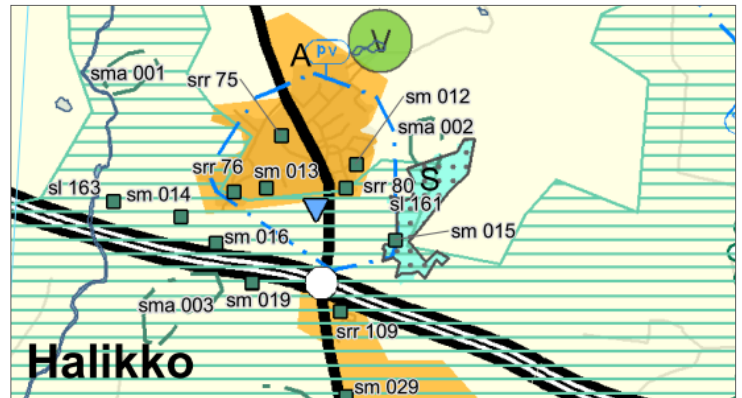 V
A
pv
sma 001
srr 75
sm 012
sma 002
srr 76
sm 013
S
sl 163
sm 014
srr 80
sl 161
sm 015
sm 016
sma 003
sm 019
srr 109
Halikko
sm 029